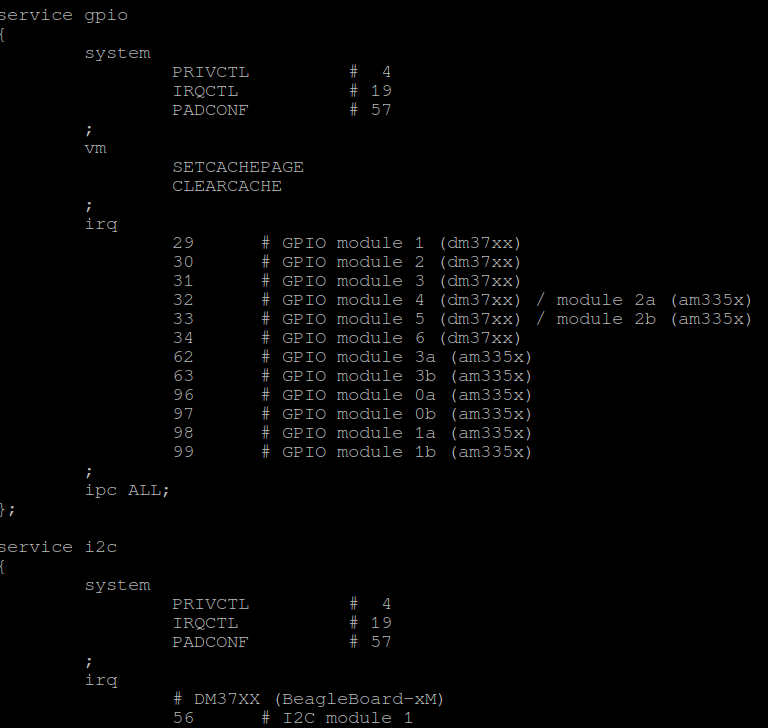 service gpio
{
        system
                PRIVCTL         #  4
                IRQCTL          # 19
                PADCONF         # 57
        ;
        vm
                SETCACHEPAGE
                CLEARCACHE
        ;
        irq
                29      # GPIO module 1 (dm37xx)
                30      # GPIO module 2 (dm37xx)
                31      # GPIO module 3 (dm37xx)
                32      # GPIO module 4 (dm37xx) / module 2a (am335x)
                33      # GPIO module 5 (dm37xx) / module 2b (am335x)
                34      # GPIO module 6 (dm37xx)
                62      # GPIO module 3a (am335x)
                63      # GPIO module 3b (am335x)
                96      # GPIO module 0a (am335x)
                97      # GPIO module 0b (am335x)
                98      # GPIO module 1a (am335x)
                99      # GPIO module 1b (am335x)
        ;
        ipc ALL;
};

service i2c
{
        system
                PRIVCTL         #  4
                IRQCTL          # 19
                PADCONF         # 57
        ;
        irq
                # DM37XX (BeagleBoard-xM)
                56      # I2C module 1